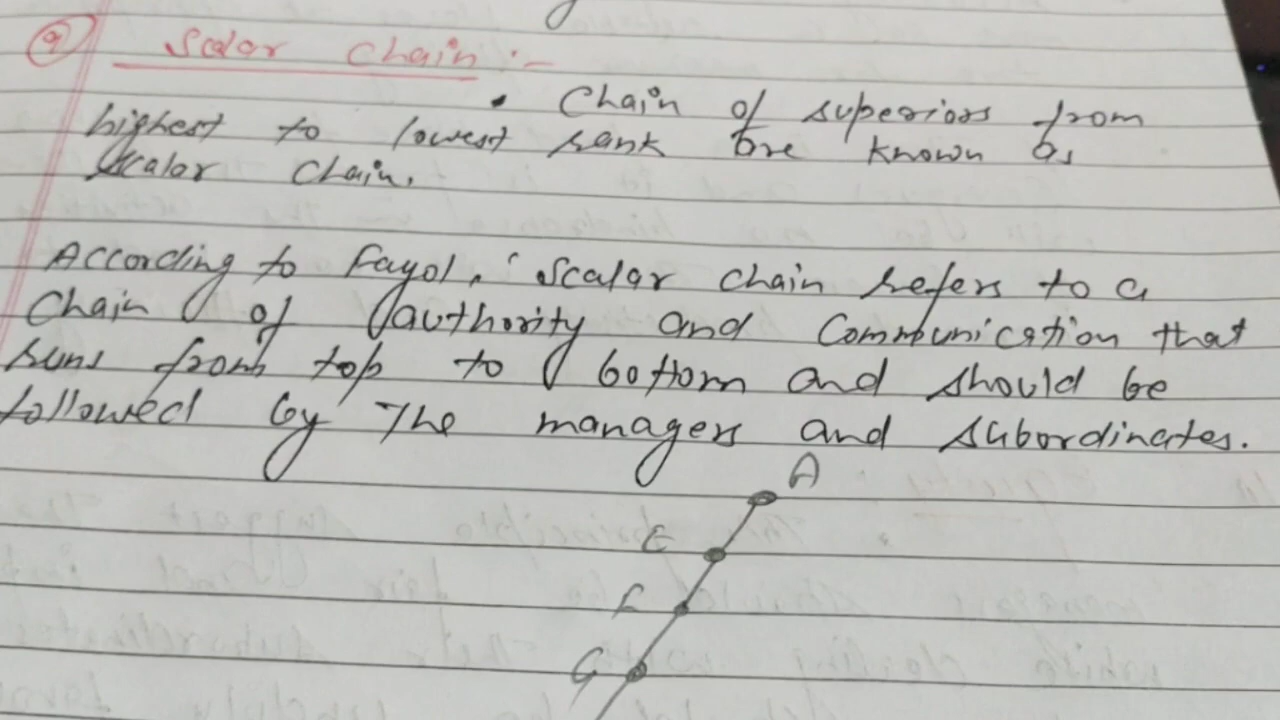 9 Scalar Chain :-
• Chain of superiors from
highest to lowest rank are known as
Scalar Chain.
According to Fayol, 'Scalar chain refers to a
Chain of authority and Communication that
runs from top to bottom and should be
followed by The managers and subordinates.
A
E
F
G